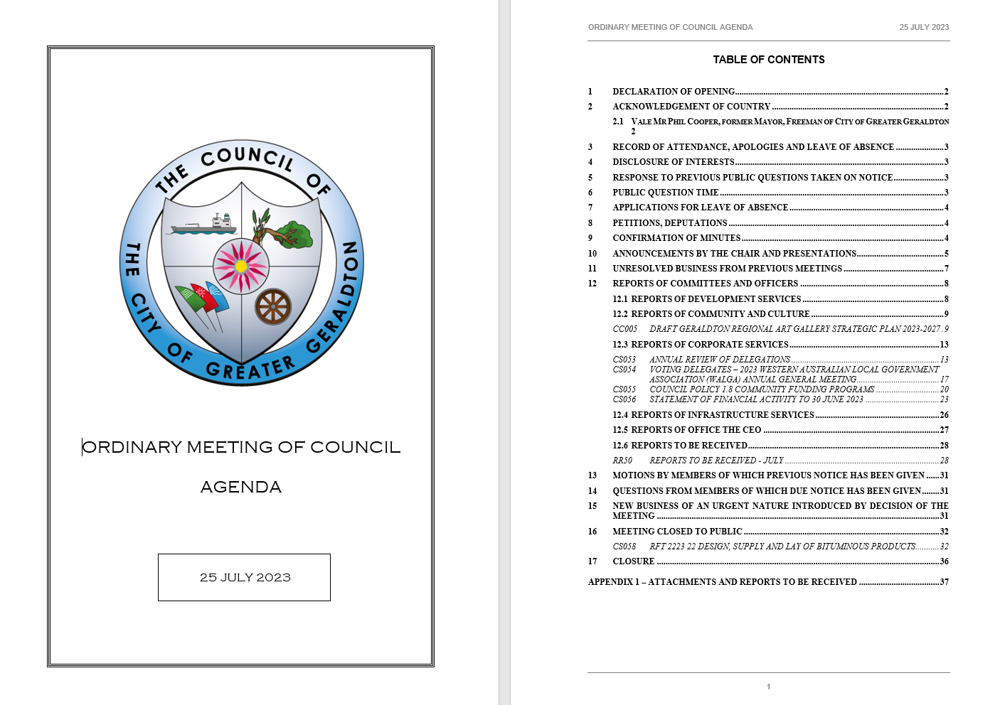 THE COUNCIL OF
THE CITY OF GREATER GERALDTON
ORDINARY MEETING OF COUNCIL
AGENDA
25 JULY 2023
ORDINARY MEETING OF COUNCIL AGENDA 25 JULY 2023
TABLE OF CONTENTS
1 DECLARATION OF OPENING 2
2 ACKNOWLEDGEMENT OF COUNTRY 2
2.1 VALE MR PHIL COOPER, FORMER MAYOR, FREEMAN OF CITY OF GREATER GERALDTON
2
3 RECORD OF ATTENDANCE, APOLOGIES AND LEAVE OF ABSENCE 3
4 DISCLOSURE OF INTERESTS 3
5 RESPONSE TO PREVIOUS PUBLIC QUESTIONS TAKEN ON NOTICE 3
6 PUBLIC QUESTION TIME 3
7 APPLICATIONS FOR LEAVE OF ABSENCE 4
8 PETITIONS, DEPUTATIONS 4
9 CONFIRMATION OF MINUTES 4
10 ANNOUNCEMENTS BY THE CHAIR AND PRESENTATIONS 5
11 UNRESOLVED BUSINESS FROM PREVIOUS MEETINGS 7
12 REPORTS OF COMMITTEES AND OFFICERS 8
12.1 REPORTS OF DEVELOPMENT SERVICES 8
12.2 REPORTS OF COMMUNITY AND CULTURE 9
CC005 DRAFT GERALDTON REGIONAL ART GALLERY STRATEGIC PLAN 2023-2027 9
12.3 REPORTS OF CORPORATE SERVICES 13
CS053 ANNUAL REVIEW OF DELEGATIONS 13
CS054 VOTING DELEGATES – 2023 WESTERN AUSTRALIAN LOCAL GOVERNMENT
ASSOCIATION (WALGA) ANNUAL GENERAL MEETING 17
CS055 COUNCIL POLICY 1.8 COMMUNITY FUNDING PROGRAMS 20
CS056 STATEMENT OF FINANCIAL ACTIVITY TO 30 JUNE 2023 23
12.4 REPORTS OF INFRASTRUCTURE SERVICES 26
12.5 REPORTS OF OFFICE THE CEO 27
12.6 REPORTS TO BE RECEIVED 28
RR50 REPORTS TO BE RECEIVED - JULY 28
13 MOTIONS BY MEMBERS OF WHICH PREVIOUS NOTICE HAS BEEN GIVEN 31
14 QUESTIONS FROM MEMBERS OF WHICH DUE NOTICE HAS BEEN GIVEN 31
15 NEW BUSINESS OF AN URGENT NATURE INTRODUCED BY DECISION OF THE
MEETING 31
16 MEETING CLOSED TO PUBLIC 32
CS058 RFT 2223 22 DESIGN, SUPPLY AND LAY OF BITUMINOUS PRODUCTS 32
17 CLOSURE 36
APPENDIX 1 – ATTACHMENTS AND REPORTS TO BE RECEIVED 37
1